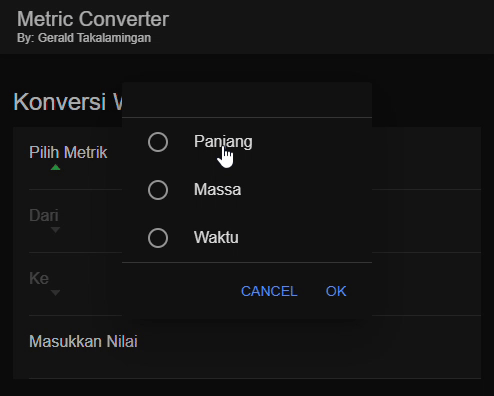 Metric Converter
By: Gerald Takalamingan
Konversi
Pilih Metrik
Dari
Ke
Masukkan Nilai
Panjang
Massa
Waktu
CANCEL OK